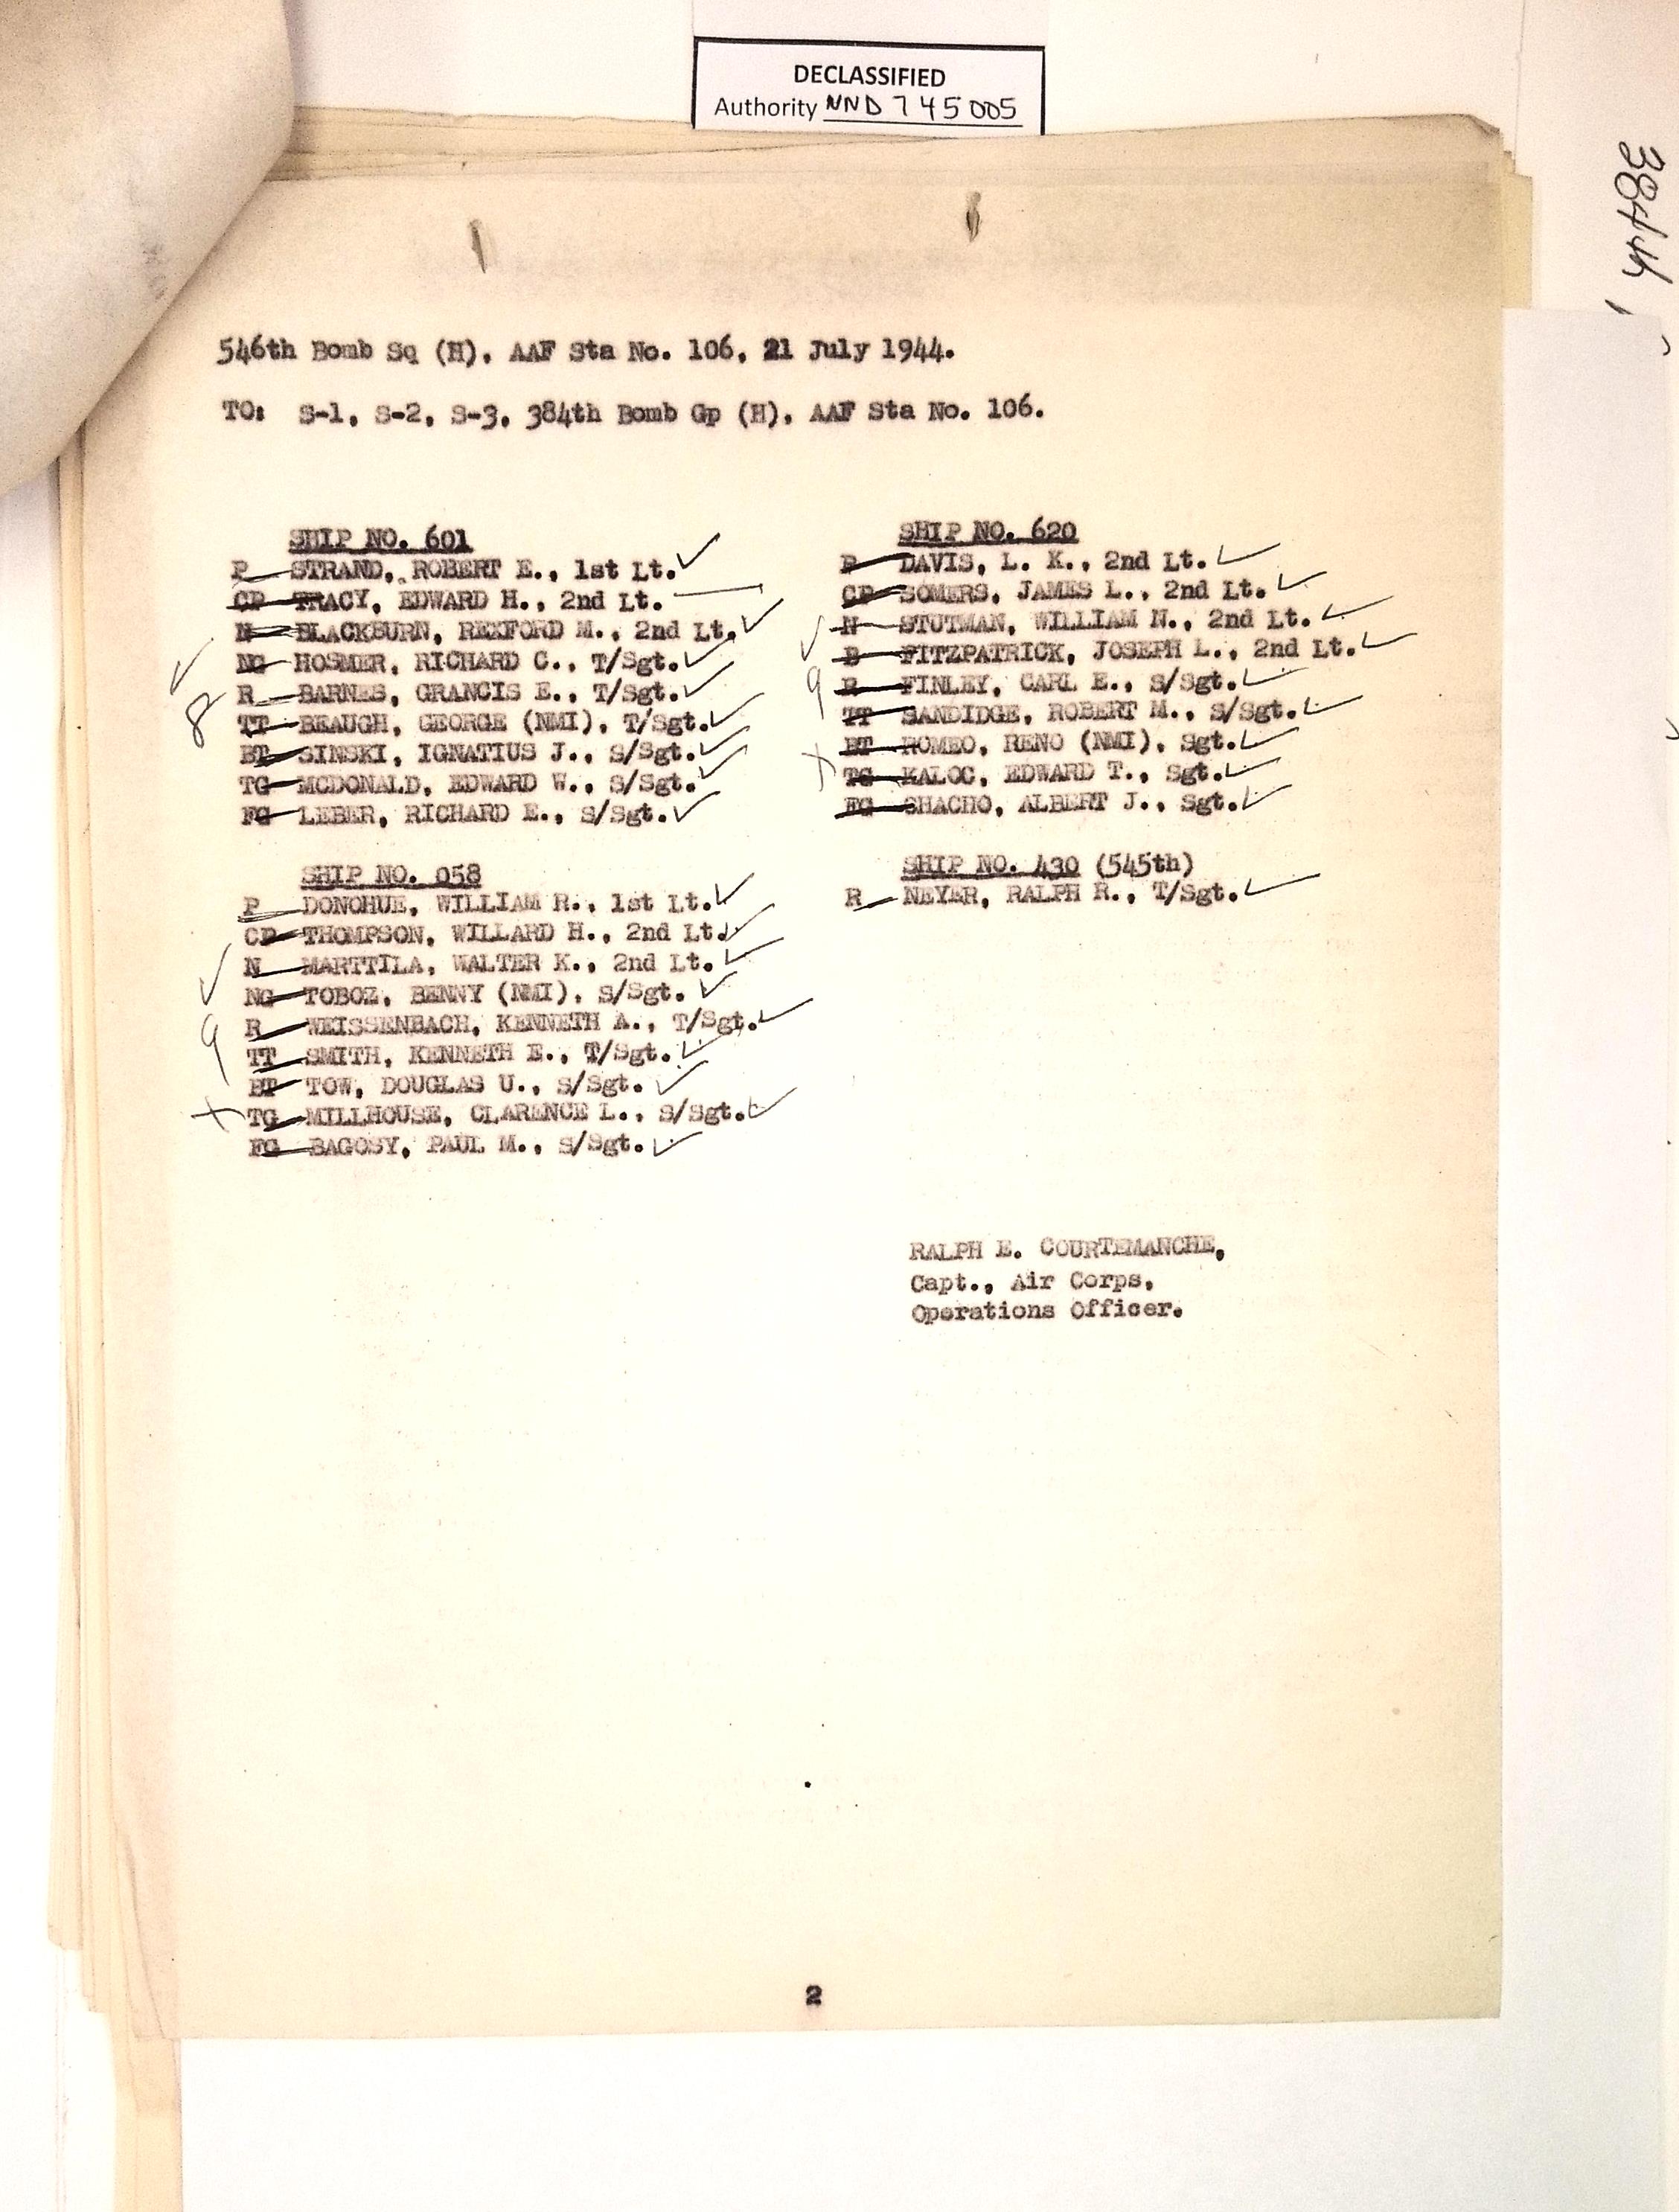 DECLASSIFIED
Authority NND 745005
384th
546th Bomb Sq (H), AAF Sta No. 106, 21 July 1944.
TO: S-1, S-2, S-3, 384th Bomb Gp (H), AAF Sta No. 106.
SHIP NO. 601
P STRAND, ROBERT E., 1st Lt.
CP TRACY, EDWARD H., 2nd Lt.
N BLACKBURN, REXFORD M., 2nd Lt.
NG HOSMER, RICHARD C., T/Sgt.
R BARNES, GRANCIS E., T/Sgt.
8
TT BEAUGH, GEORGE (NMI), T/Sgt.
BT SINSKI, IGNATIUS J., S/Sgt.
TG MCDONALD, EDWARD W., S/Sgt.
FG LEBER, RICHARD E., S/Sgt.
SHIP NO. 620
P DAVIS, L. K., 2nd Lt.
CP SOMERS, JAMES L., 2nd Lt.
N STUTMAN, WILLIAM N., 2nd Lt.
B FITZPATRICK, JOSEPH L., 2nd Lt.
9 R FINLEY, CARL E., S/Sgt.
TT SANDIDGE, ROBERT M., S/Sgt.
BT ROMEO, RENO (NMI), Sgt.
TG KALOC, EDWARD T., Sgt.
FG SHACHO, ALBERT J., Sgt.
SHIP NO. 058
P DONOHUE, WILLIAM R., 1st Lt.
CP THOMPSON, WILLARD H., 2nd Lt.
N MARTTILA, WALTER K., 2nd Lt.
NG TOBOZ, BENNY (NMI), S/Sgt.
9 R WEISSENBACH, KENNETH A., T/Sgt.
TT SMITH, KENNETH E., T/Sgt.
BT TOW, DOUGLAS U., S/Sgt.
TG MILLHOUSE, CLARENCE L., S/Sgt.
FG BAGOSY, PAUL M., S/Sgt.
SHIP NO. 430 (545th)
R NEYER, RALPH R., T/Sgt.
RALPH E. COURTEMANCHE,
Capt., Air Corps,
Operations Officer.
2